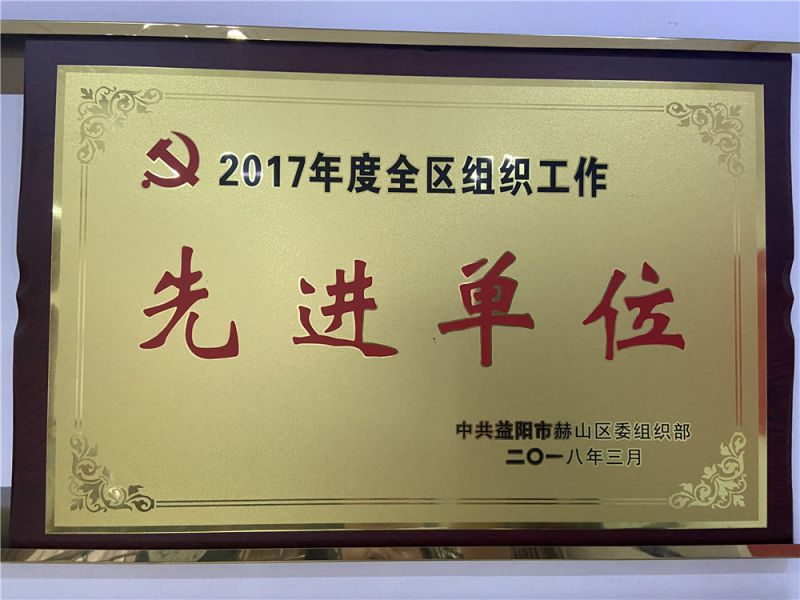 2017年度全区组织工作
先进单位
中共益阳市赫山区委组织部
二〇一八年三月